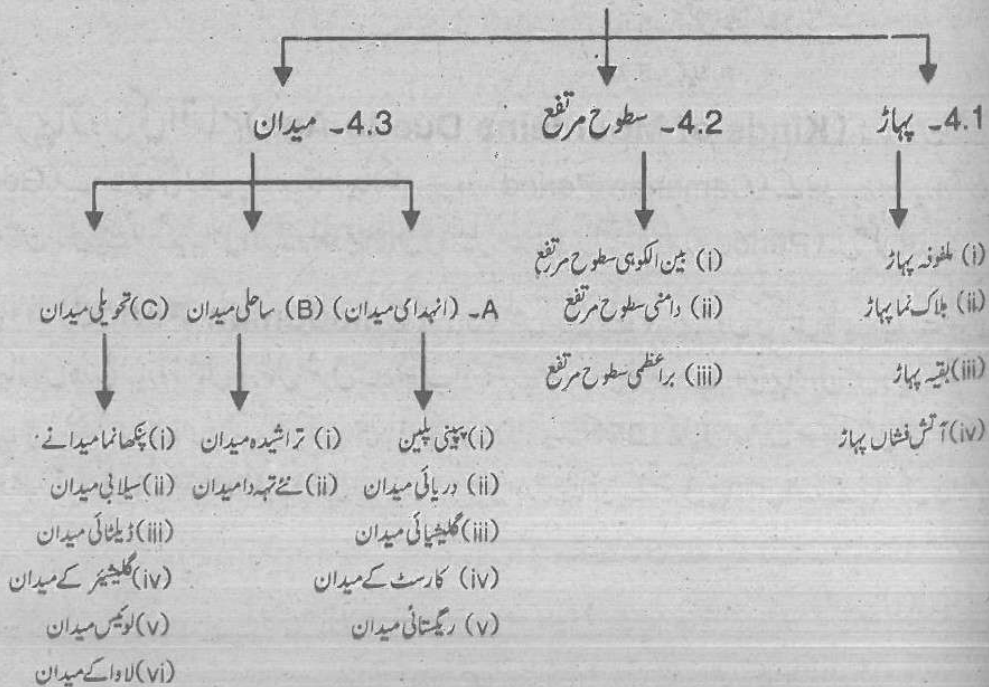 4.1۔ پہاڑ
4.2۔ سطوح مرتفع
4.3۔ میدان
(i) ملفوفہ پہاڑ
(ii) بلاک نما پہاڑ
(iii) بقیہ پہاڑ
(iv) آتش فشاں پہاڑ
(i) بین الکوہی سطوح مرتفع
(ii) دامنی سطوح مرتفع
(iii) براعظمی سطوح مرتفع
A۔ (انہدامی میدان) (B) ساحلی میدان (C) تحویلی میدان
(i) پینی پلین
(ii) دریائی میدان
(iii) گلیشیائی میدان
(iv) کارسٹ کے میدان
(v) ریگستانی میدان
(i) تراشیدہ میدان
(ii) نئے تہہ دار میدان
(i) پنکھا نما میدانے
(ii) سیلابی میدان
(iii) ڈیلٹائی میدان
(iv) گلیشیئر کے میدان
(v) لوئیس میدان
(vi) لاوا کے میدان